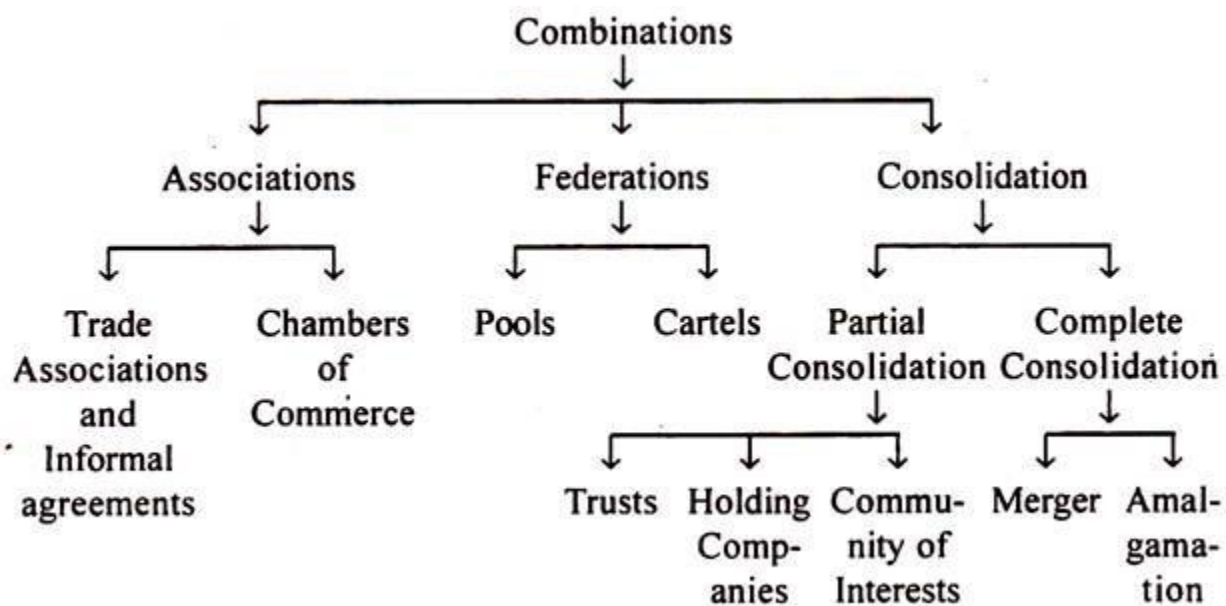 Combinations
Associations
Federations
Consolidation
Trade
Associations
and
Informal
agreements
Chambers
of
Commerce
Pools
Cartels
Partial
Consolidation
Complete
Consolidation
Trusts
Holding
Comp-
anies
Commu-
nity of
Interests
Merger
Amal-
gama-
tion